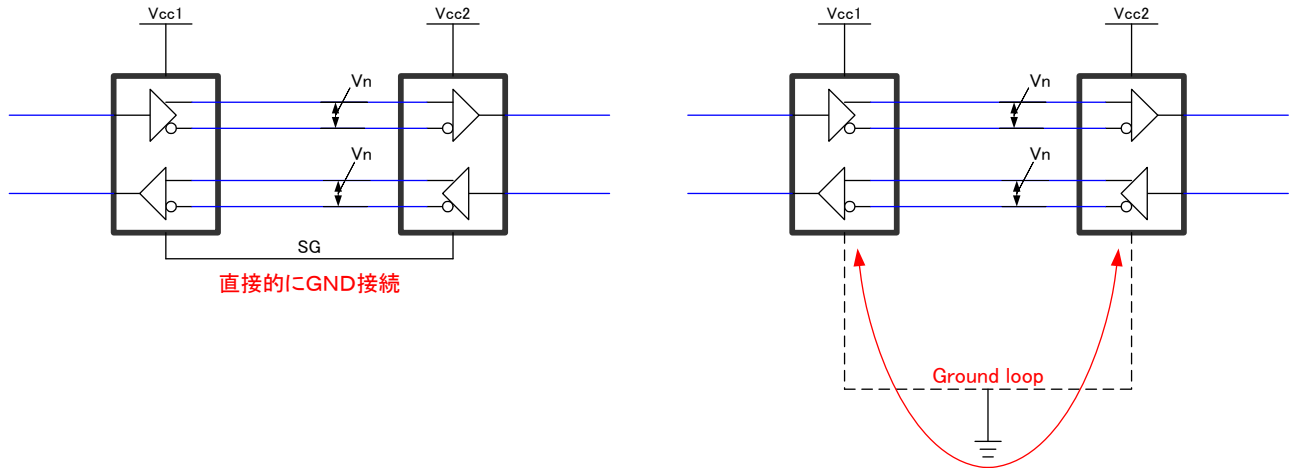 Vcc1
Vcc2
Vn
Vn
SG
直接的にGND接続
Vcc1
Vcc2
Vn
Vn
Ground loop